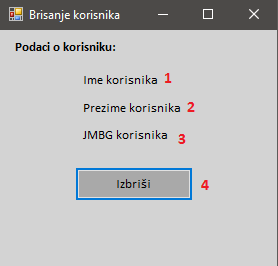 Brisanje korisnika
Podaci o korisniku:
Ime korisnika 1
Prezime korisnika 2
JMBG korisnika 3
Izbriši 4